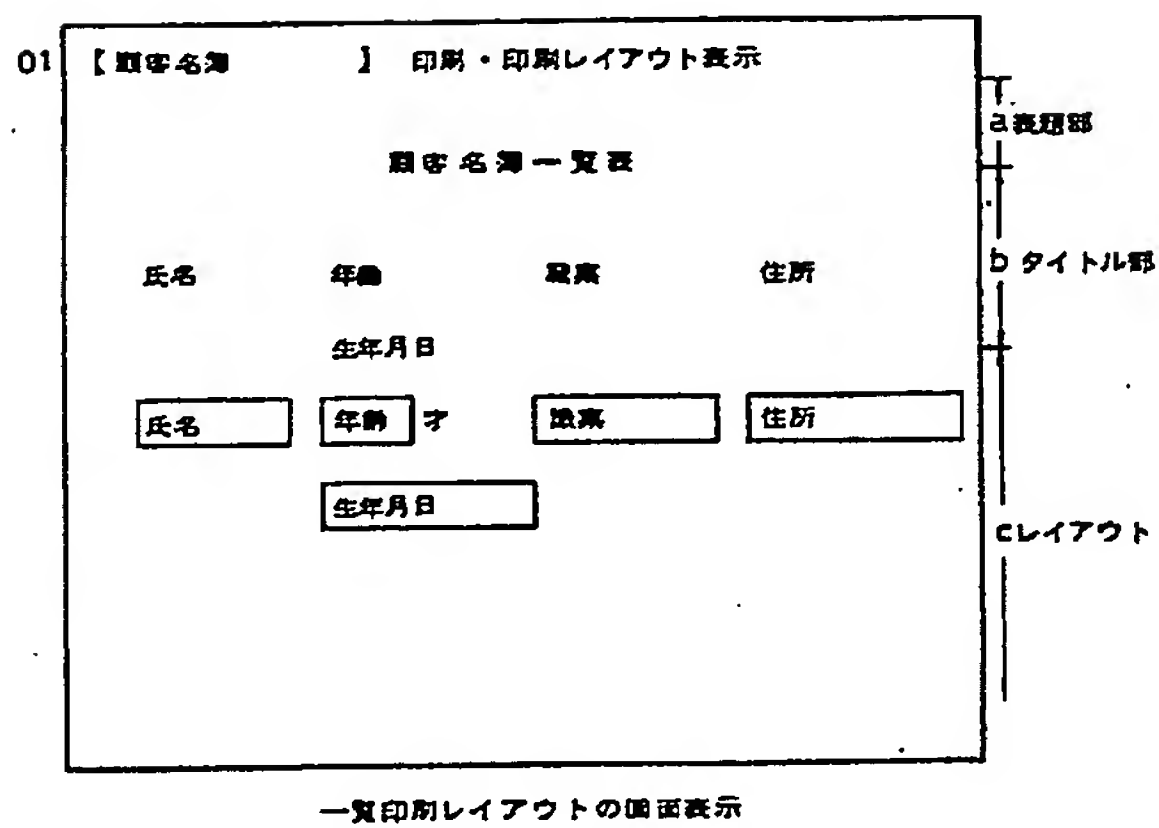 01 【顧客名簿 】 印刷・印刷レイアウト表示
a表題部
顧客名簿一覧表
氏名 年齢 職業 住所
bタイトル部
生年月日
氏名 年齢 才 職業 住所
生年月日
cレイアウト
一覧印刷レイアウトの画面表示